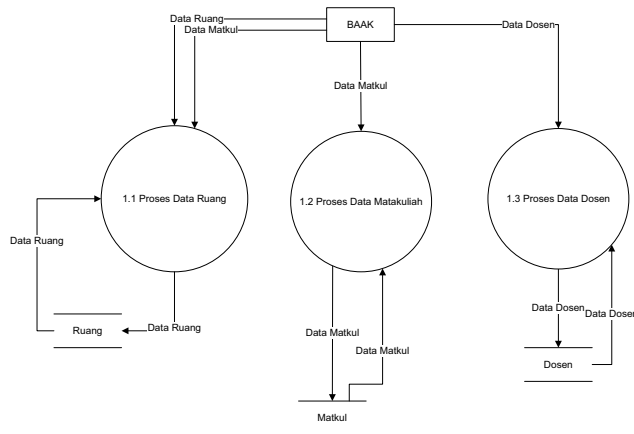 BAAK
Data Ruang
Data Matkul
Data Dosen
Data Matkul
1.1 Proses Data Ruang
1.2 Proses Data Matakuliah
1.3 Proses Data Dosen
Data Ruang
Data Ruang
Ruang
Data Matkul
Data Matkul
Matkul
Data Dosen
Data Dosen
Dosen